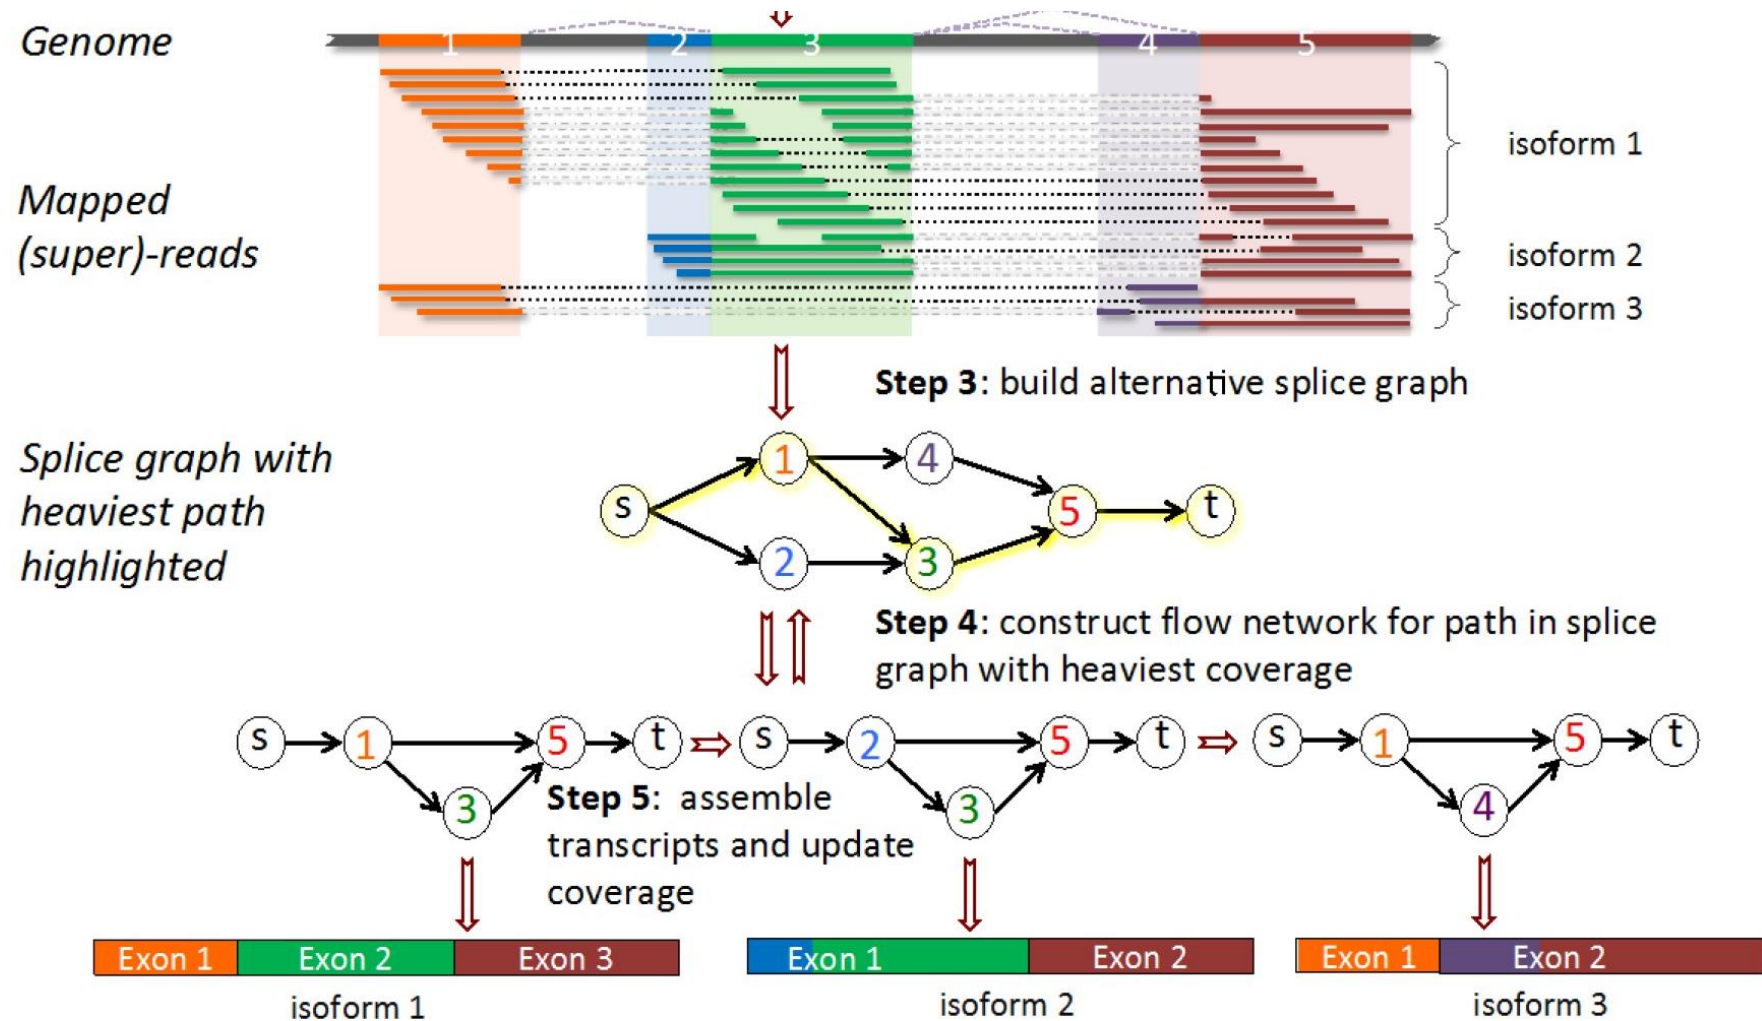 Genome
1
2
3
4
5
Mapped
(super)-reads
isoform 1
isoform 2
isoform 3
Step 3: build alternative splice graph
Splice graph with
heaviest path
highlighted
s
1
4
2
3
5
t
Step 4: construct flow network for path in splice
graph with heaviest coverage
s
1
5
t
3
s
2
5
t
3
s
1
5
t
4
Step 5: assemble
transcripts and update
coverage
Exon 1
Exon 2
Exon 3
isoform 1
Exon 1
Exon 2
isoform 2
Exon 1
Exon 2
isoform 3